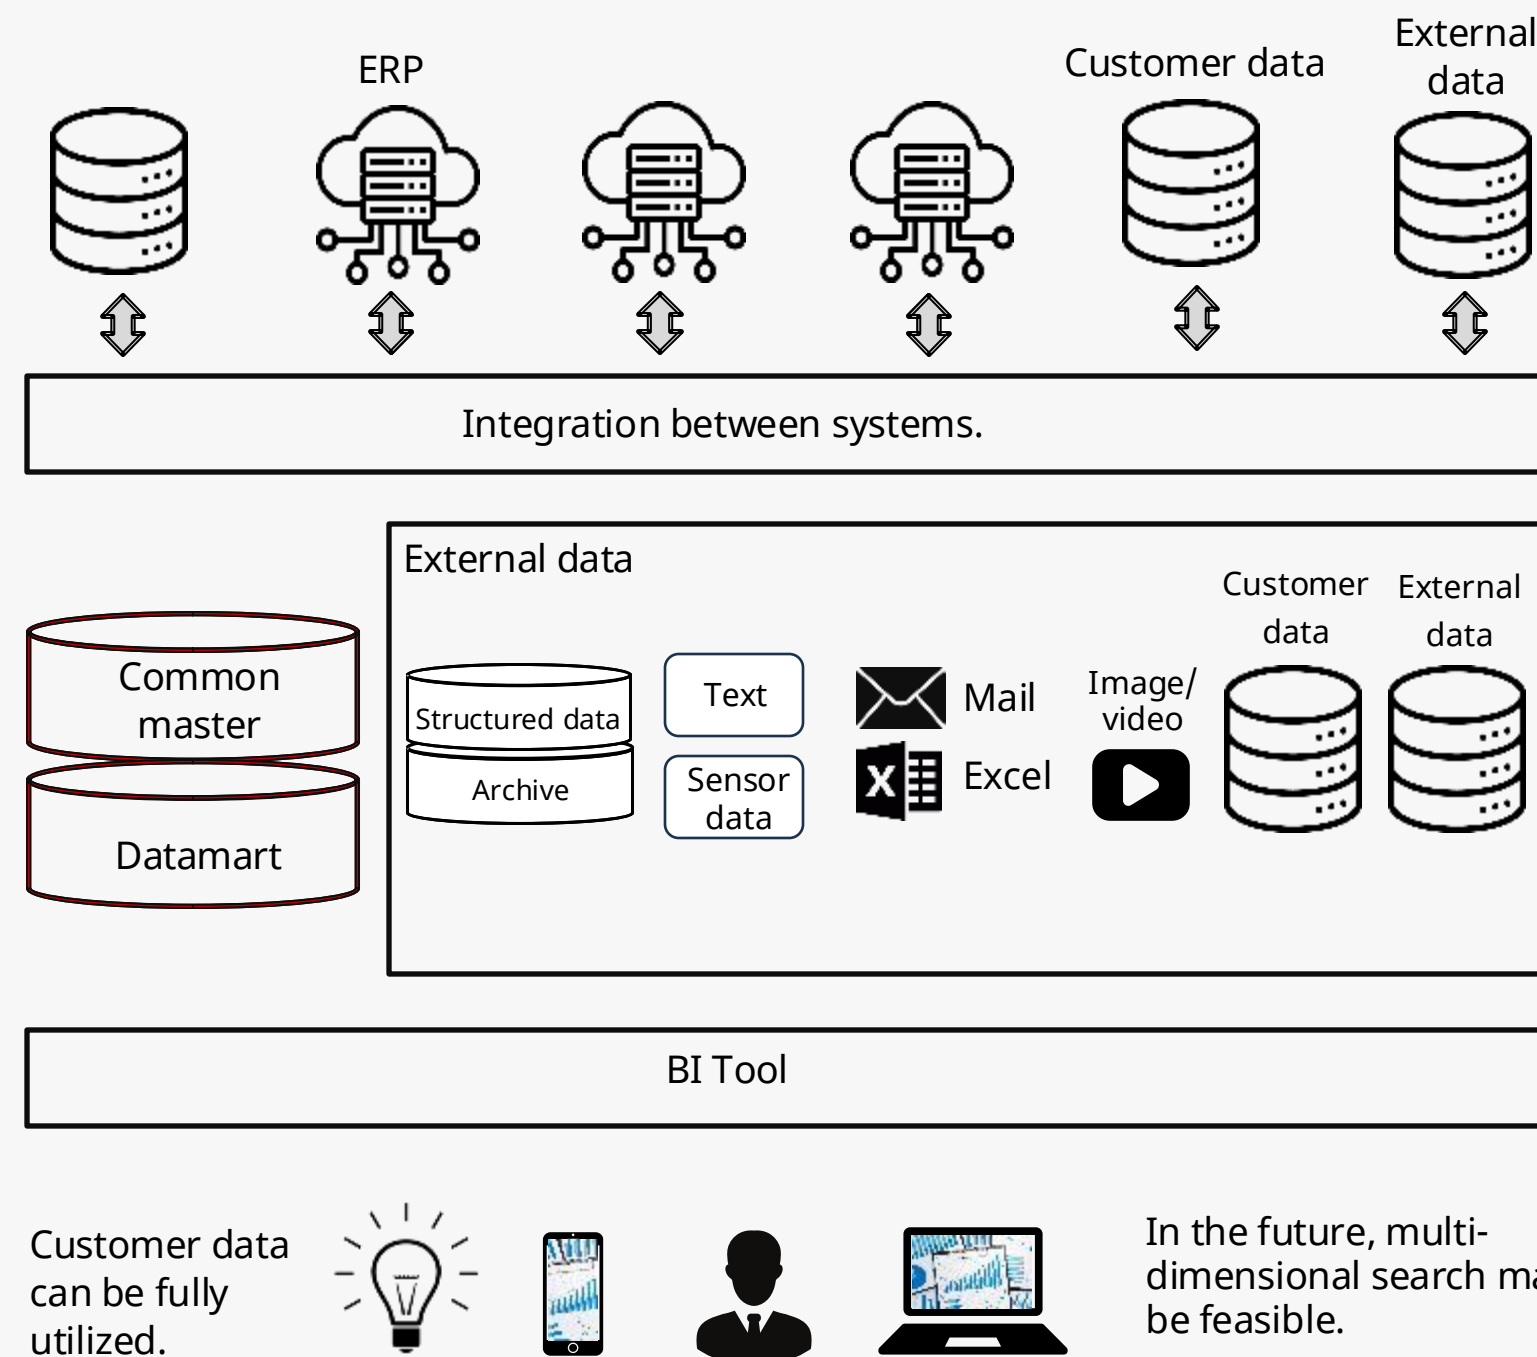 ERP
Customer data
External
data
Integration between systems.
External data
Common
master
Datamart
Structured data
Archive
Text
Sensor
data
Mail
Excel
Image/
video
Customer
data
External
data
BI Tool
Customer data
can be fully
utilized.
In the future, multi-
dimensional search
be feasible.